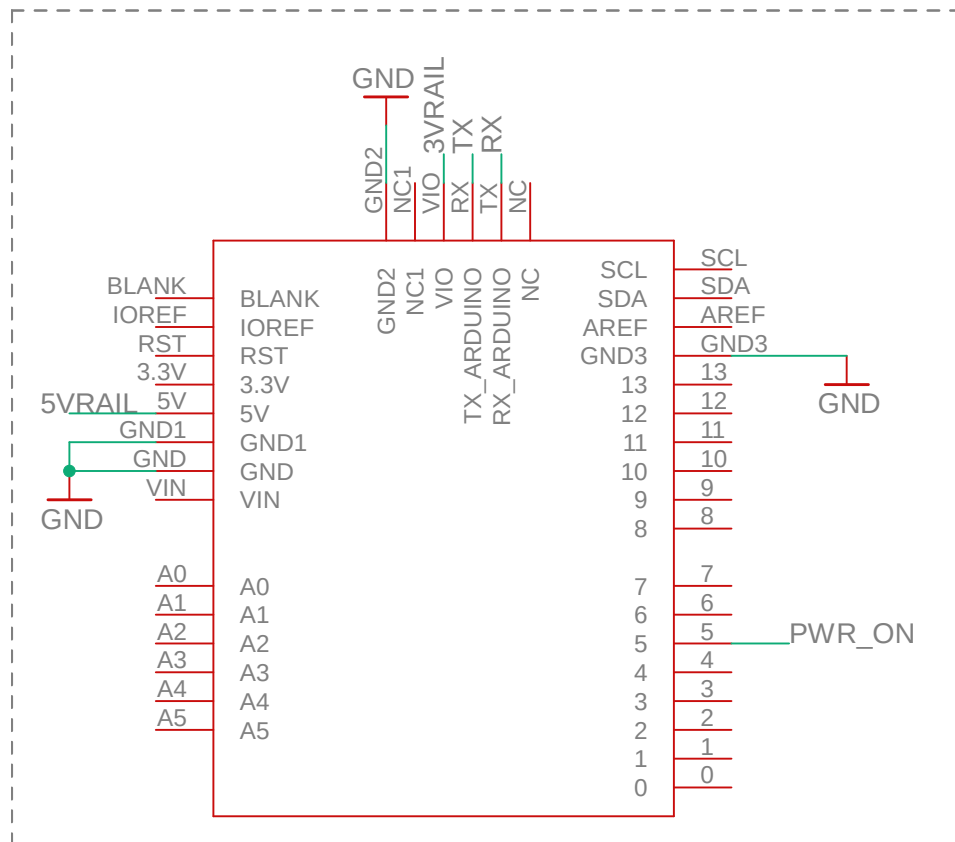 GND
3VRAIL
TX
RX
GND2
NC1
VIO
RX
TX
NC
GND2
NC1
VIO
TX_ARDUINO
RX_ARDUINO
NC
BLANK BLANK
IOREF IOREF
RST RST
3.3V 3.3V
5VRAIL 5V 5V
GND1 GND1
GND GND
VIN VIN
GND
A0 A0
A1 A1
A2 A2
A3 A3
A4 A4
A5 A5
SCL SCL
SDA SDA
AREF AREF
GND3 GND3
13 13
GND
12 12
11 11
10 10
9 9
8 8
7 7
6 6
5 5 PWR_ON
4 4
3 3
2 2
1 1
0 0